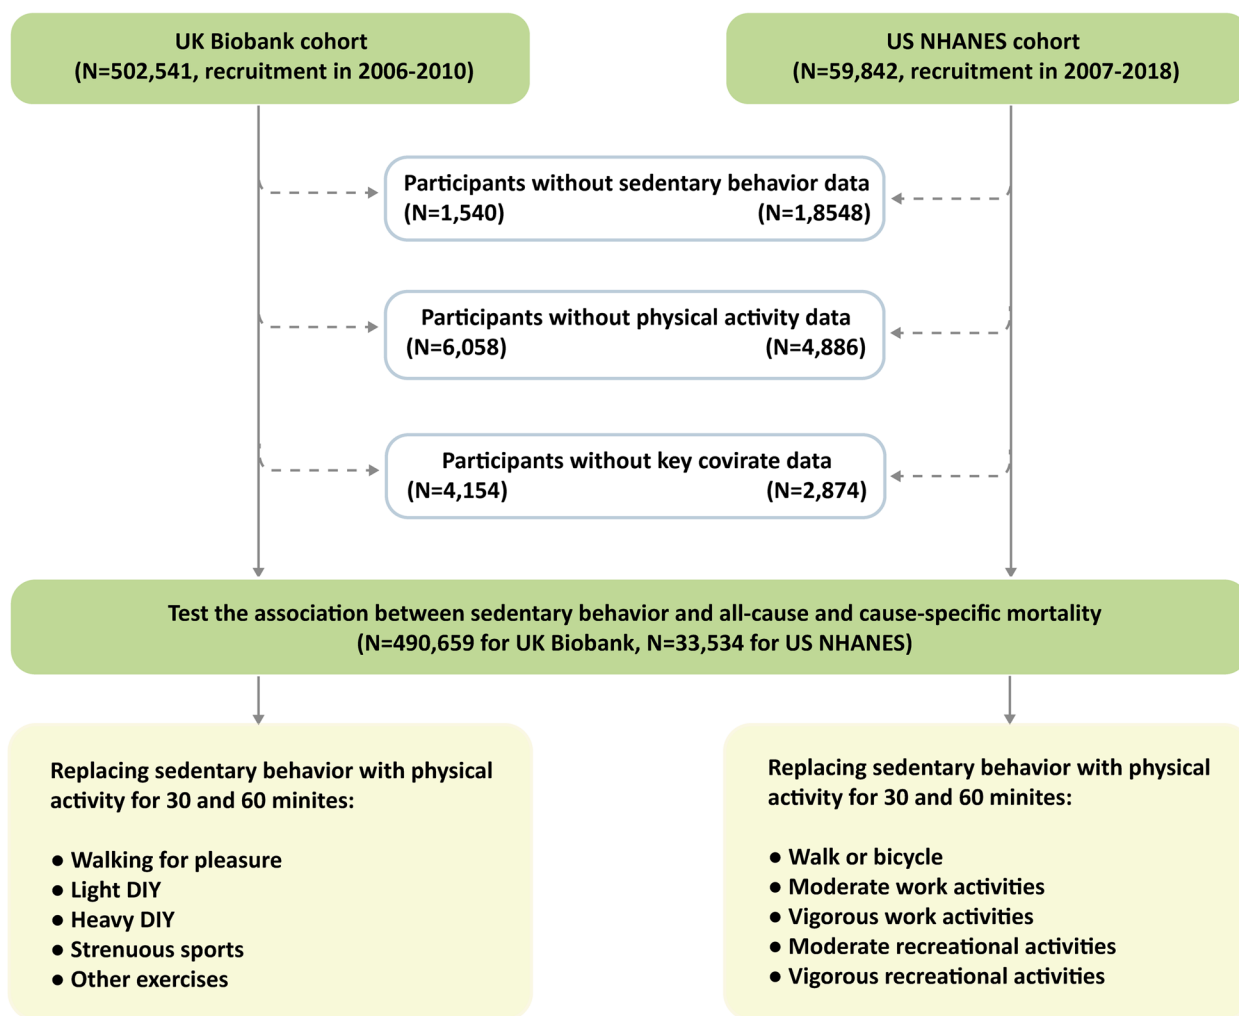 UK Biobank cohort
(N=502,541, recruitment in 2006-2010)
US NHANES cohort
(N=59,842, recruitment in 2007-2018)
Participants without sedentary behavior data
(N=1,540) (N=1,8548)
Participants without physical activity data
(N=6,058) (N=4,886)
Participants without key covirate data
(N=4,154) (N=2,874)
Test the association between sedentary behavior and all-cause and cause-specific mortality
(N=490,659 for UK Biobank, N=33,534 for US NHANES)
Replacing sedentary behavior with physical
activity for 30 and 60 minites:
● Walking for pleasure
● Light DIY
● Heavy DIY
● Strenuous sports
● Other exercises
Replacing sedentary behavior with physical
activity for 30 and 60 minites:
● Walk or bicycle
● Moderate work activities
● Vigorous work activities
● Moderate recreational activities
● Vigorous recreational activities